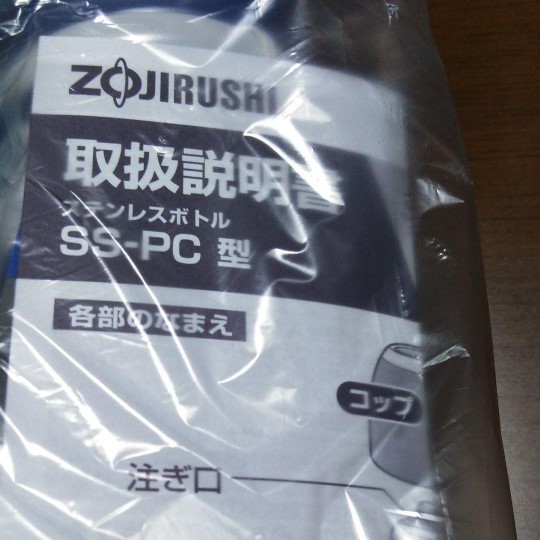 ZOJIRUSHI
取扱説明書
ステンレスボトル
SS-PC 型
各部のなまえ
コップ
注ぎ口